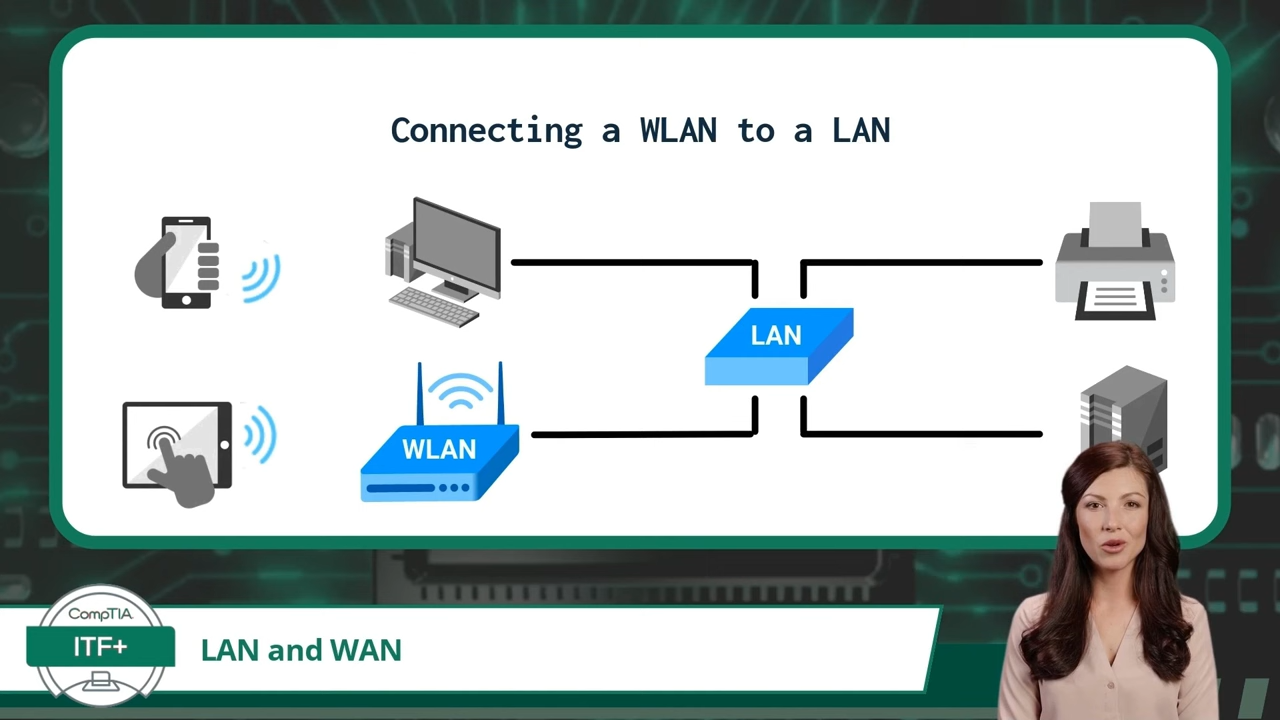 Connecting a WLAN to a LAN
LAN
WLAN
CompTIA
ITF+
LAN and WAN